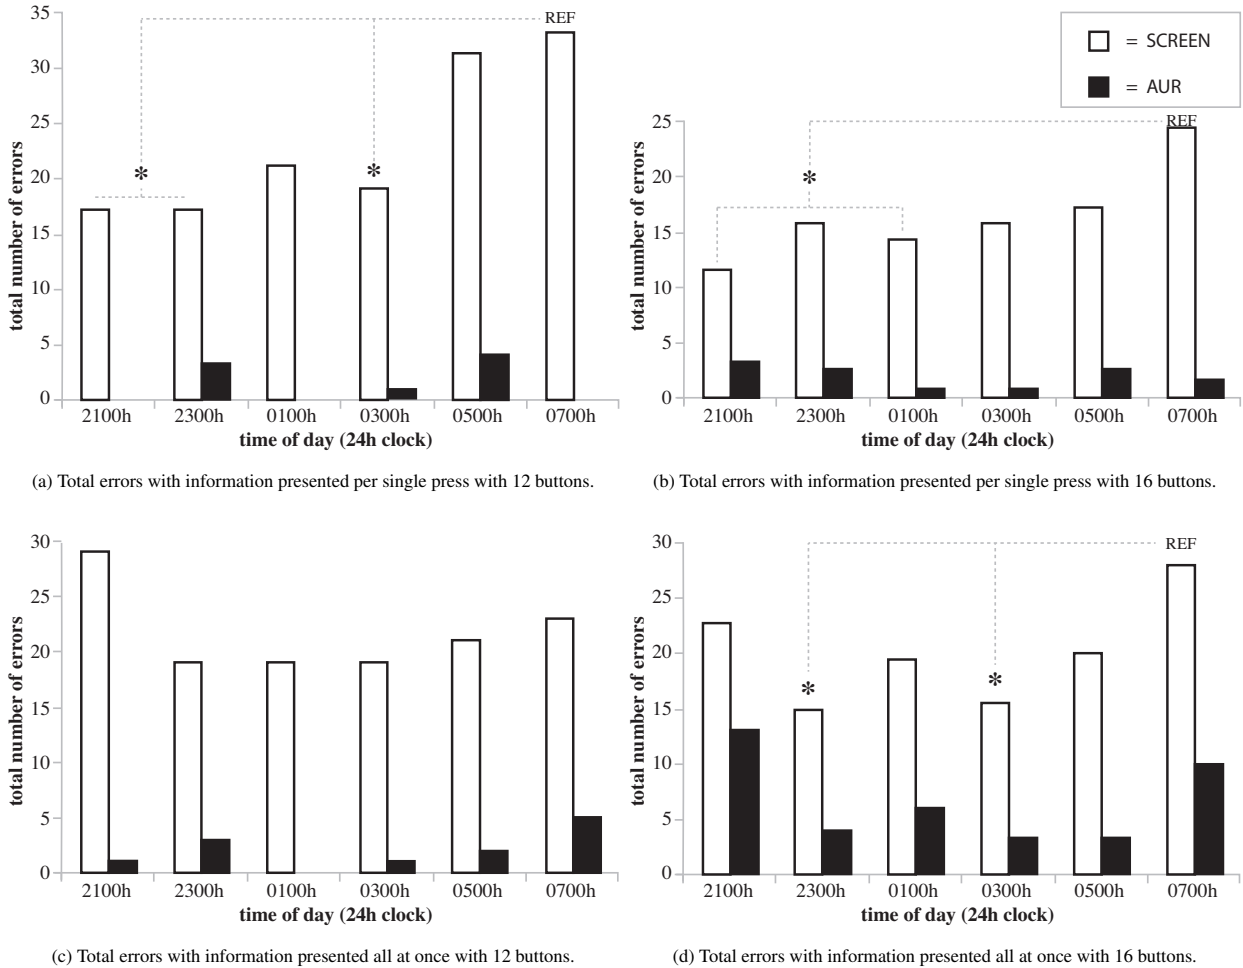 35
30
25
20
15
10
5
0
total number of errors
REF
*
*
2100h 2300h 0100h 0300h 0500h 0700h
time of day (24h clock)
(a) Total errors with information presented per single press with 12 buttons.
= SCREEN
= AUR
25
20
15
10
5
0
total number of errors
REF
*
2100h 2300h 0100h 0300h 0500h 0700h
time of day (24h clock)
(b) Total errors with information presented per single press with 16 buttons.
30
25
20
15
10
5
0
total number of errors
2100h 2300h 0100h 0300h 0500h 0700h
time of day (24h clock)
(c) Total errors with information presented all at once with 12 buttons.
30
25
20
15
10
5
0
total number of errors
REF
*
*
2100h 2300h 0100h 0300h 0500h 0700h
time of day (24h clock)
(d) Total errors with information presented all at once with 16 buttons.